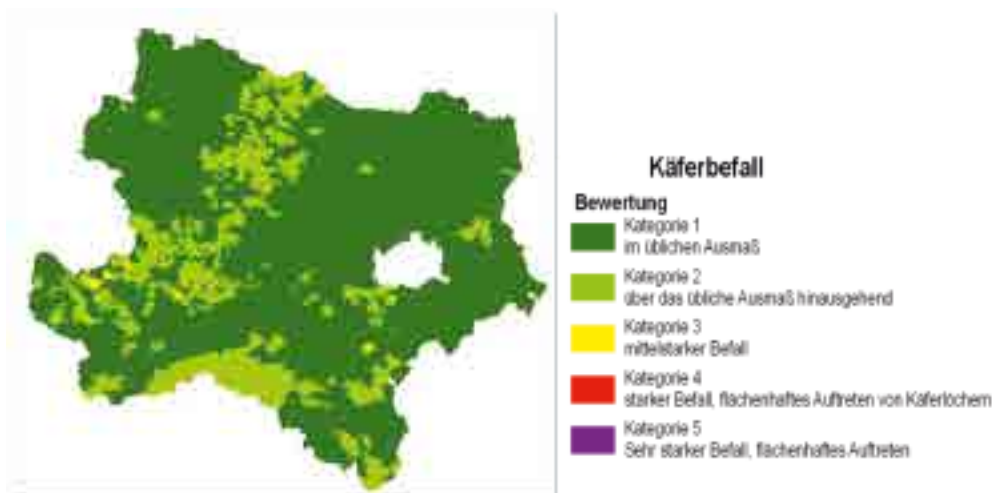 Käferbefall
Bewertung
Kategorie 1
im üblichen Ausmaß
Kategorie 2
über das übliche Ausmaß hinausgehend
Kategorie 3
mittelstarker Befall
Kategorie 4
starker Befall, flächenhaftes Auftreten von Käferlöchern
Kategorie 5
Sehr starker Befall, flächenhaftes Auftreten